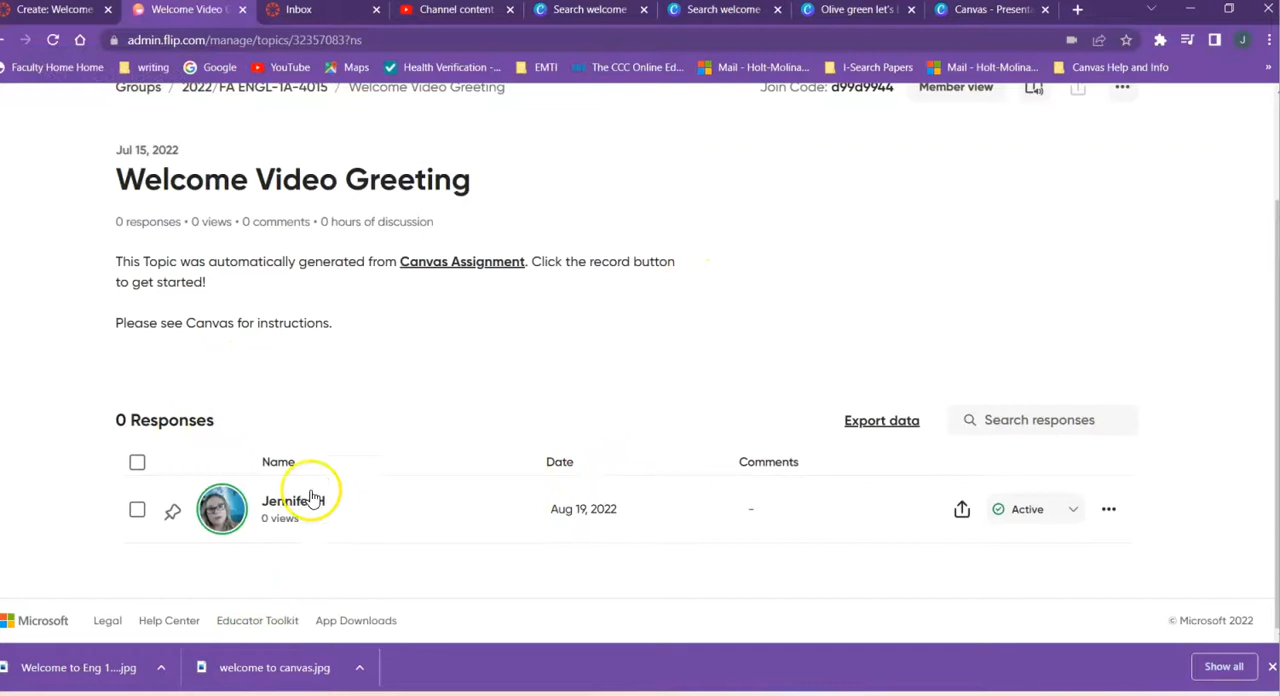 Create: Welcome Welcome Video G Inbox Channel content Search welcome Search welcome Olive green let's l Canvas - Presenta
admin.flip.com/manage/topics/32357083?ns J
Faculty Home Home writing Google YouTube Maps Health Verification -... EMTI The CCC Online Ed... Mail - Holt-Molina... I-Search Papers Mail - Holt-Molina... Canvas Help and Info »
Groups / 2022/FA ENGL-1A-4015 / Welcome Video Greeting Join Code: d99d9944 Member view
Jul 15, 2022
Welcome Video Greeting
0 responses • 0 views • 0 comments • 0 hours of discussion
This Topic was automatically generated from Canvas Assignment. Click the record button
to get started!
Please see Canvas for instructions.
0 Responses Export data Search responses
Name Date Comments
Jennifer H Aug 19, 2022 - Active
0 views
Microsoft Legal Help Center Educator Toolkit App Downloads © Microsoft 2022
Welcome to Eng 1....jpg welcome to canvas.jpg Show all